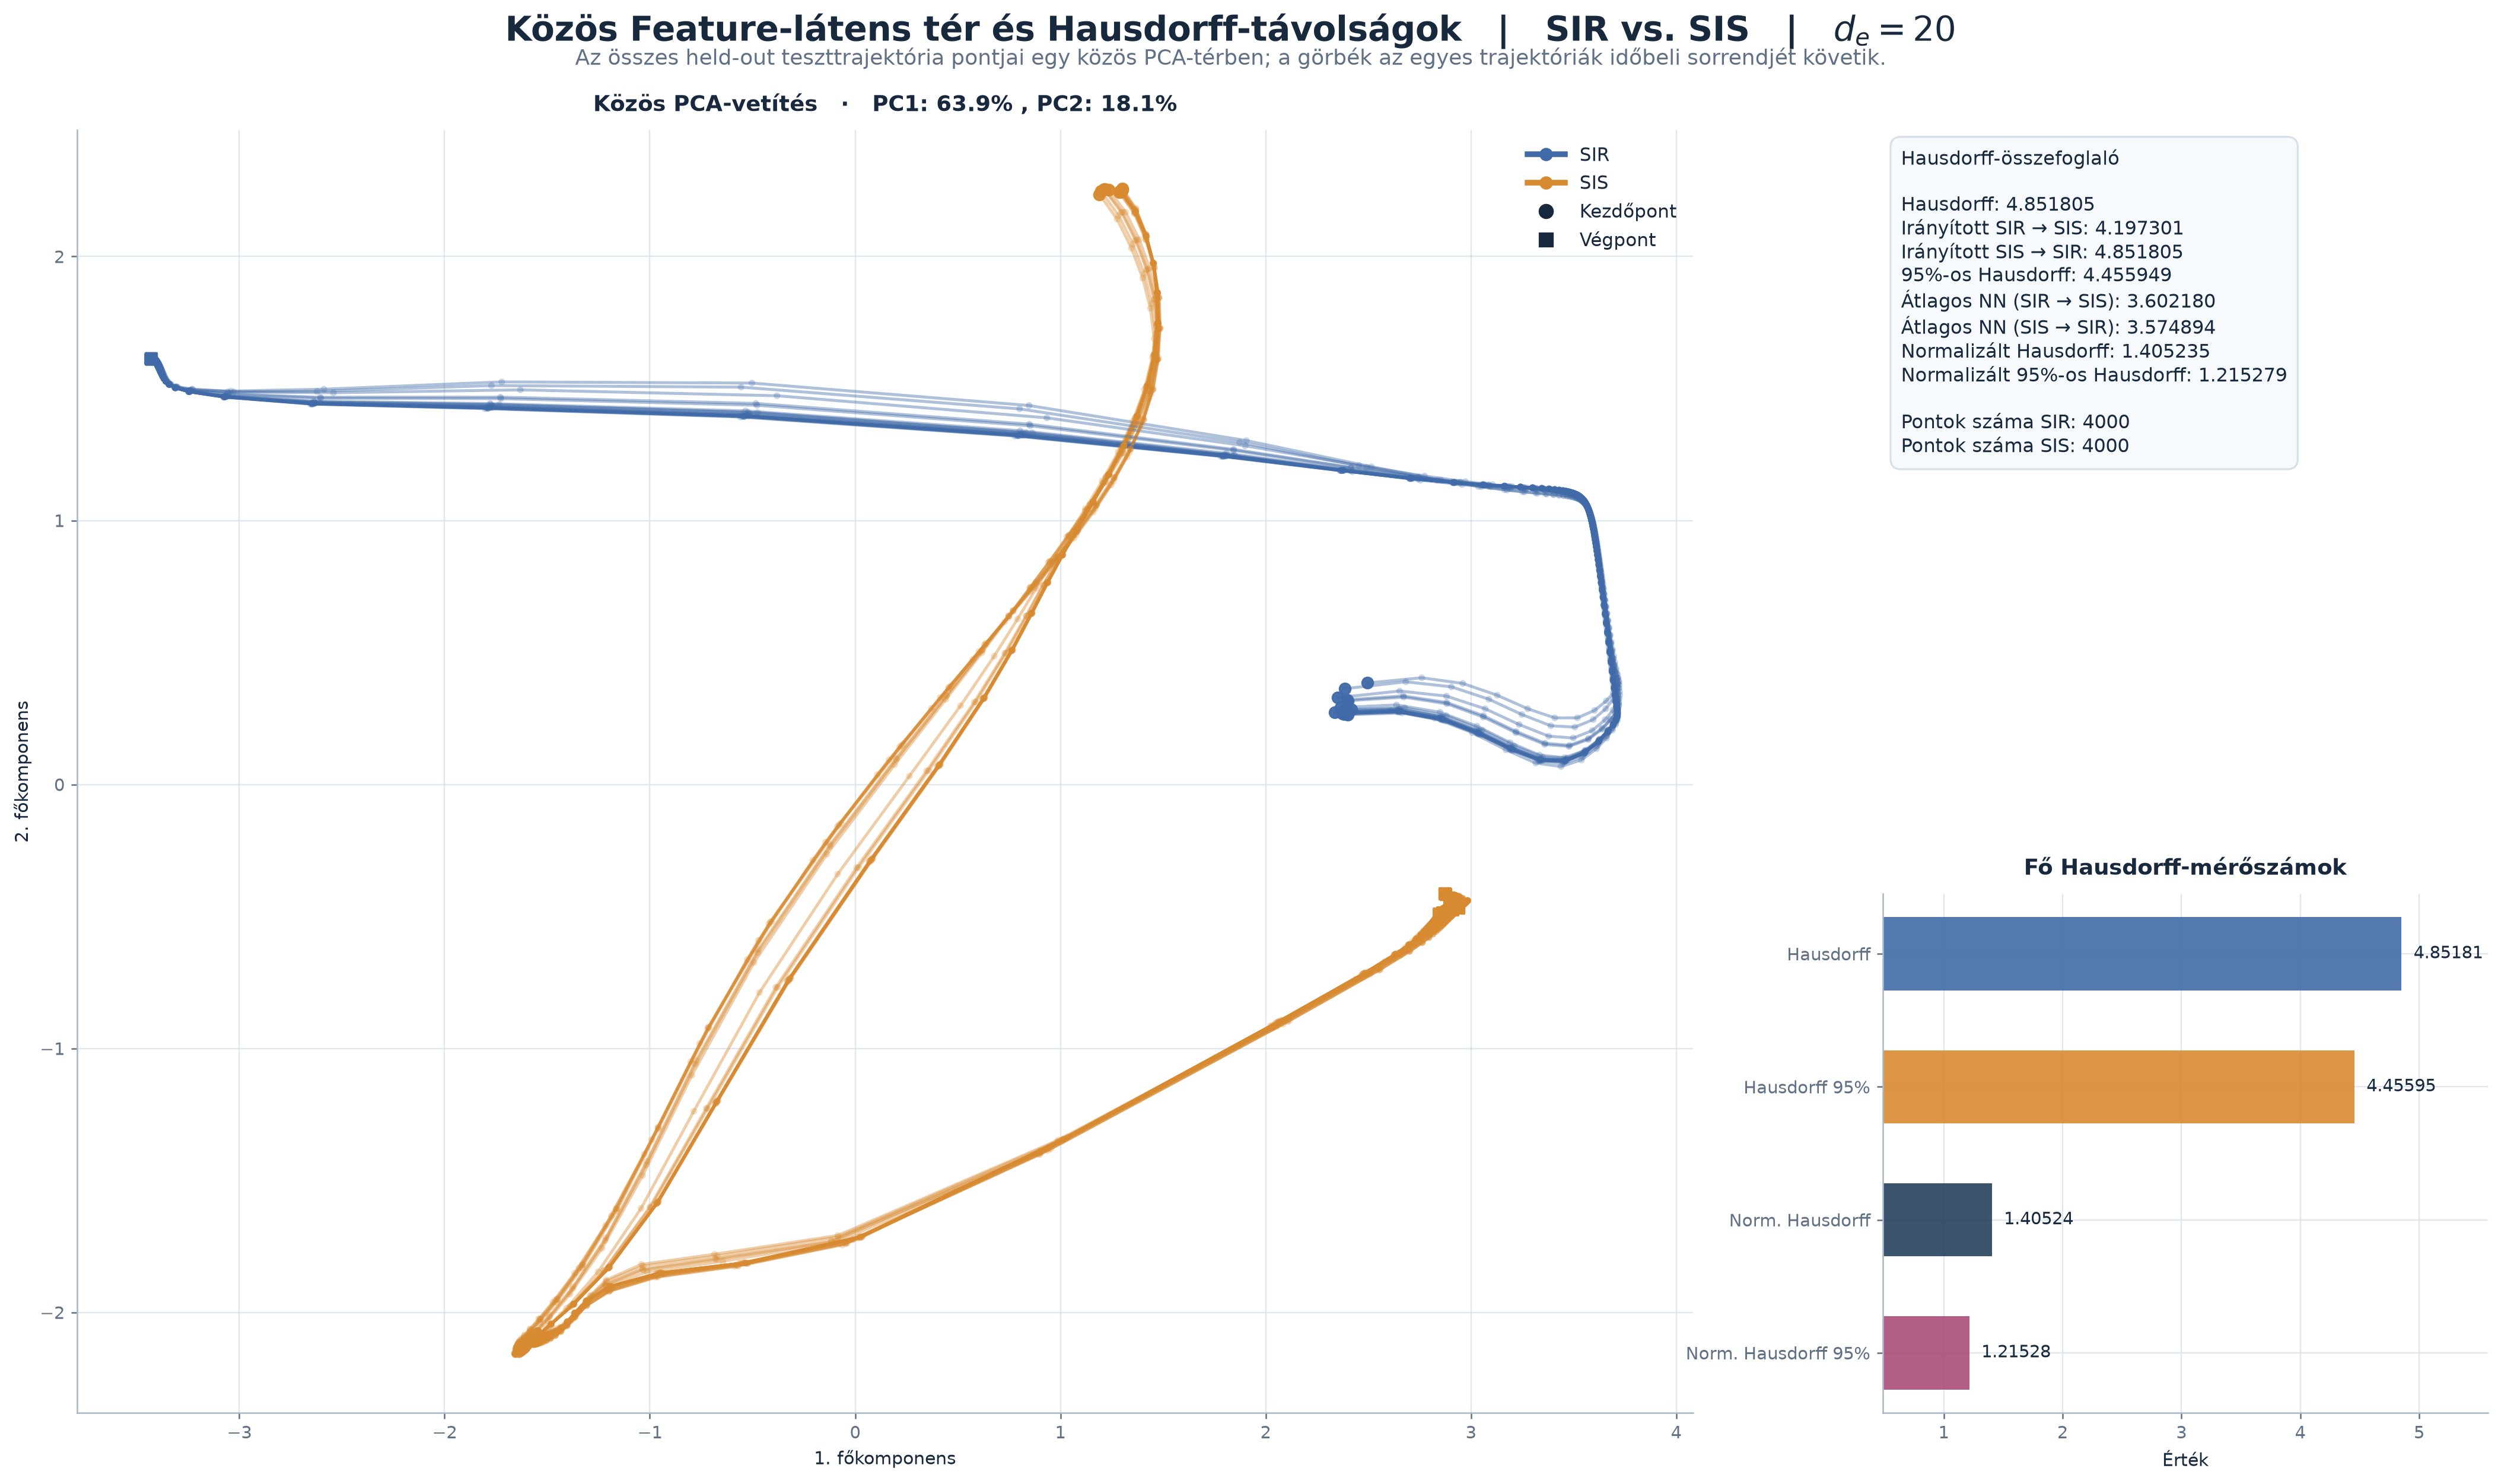 Közös Feature-látens tér és Hausdorff-távolságok | SIR vs. SIS | d_e = 20
Az összes held-out teszttrajektória pontjai egy közös PCA-térben; a görbék az egyes trajektóriák időbeli sorrendjét követik.
Közös PCA-vetítés · PC1: 63.9% , PC2: 18.1%
SIR
SIS
Kezdőpont
Végpont
2
1
0
−1
−2
2. főkomponens
−3
−2
−1
0
1
2
3
4
1. főkomponens
Hausdorff-összefoglaló
Hausdorff: 4.851805
Irányított SIR → SIS: 4.197301
Irányított SIS → SIR: 4.851805
95%-os Hausdorff: 4.455949
Átlagos NN (SIR → SIS): 3.602180
Átlagos NN (SIS → SIR): 3.574894
Normalizált Hausdorff: 1.405235
Normalizált 95%-os Hausdorff: 1.215279
Pontok száma SIR: 4000
Pontok száma SIS: 4000
Fő Hausdorff-mérőszámok
Hausdorff
4.85181
Hausdorff 95%
4.45595
Norm. Hausdorff
1.40524
Norm. Hausdorff 95%
1.21528
1
2
3
4
5
Érték